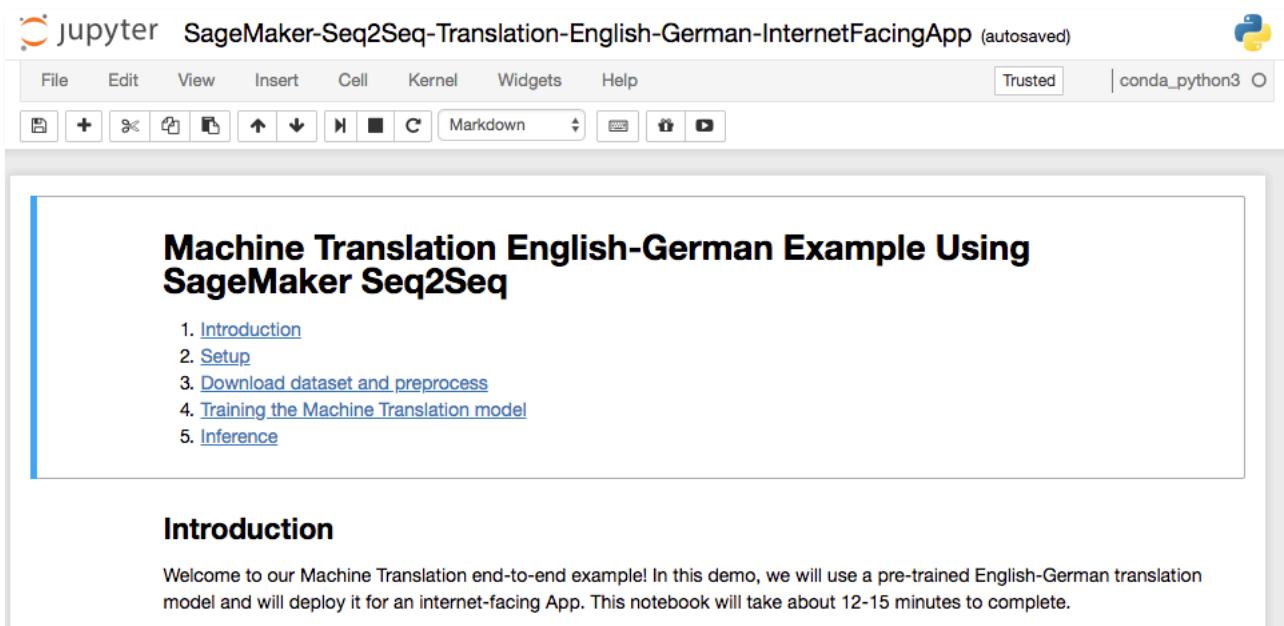 jupyter SageMaker-Seq2Seq-Translation-English-German-InternetFacingApp (autosaved)
File Edit View Insert Cell Kernel Widgets Help Trusted conda_python3
Markdown
Machine Translation English-German Example Using
SageMaker Seq2Seq
1. Introduction
2. Setup
3. Download dataset and preprocess
4. Training the Machine Translation model
5. Inference
Introduction
Welcome to our Machine Translation end-to-end example! In this demo, we will use a pre-trained English-German translation
model and will deploy it for an internet-facing App. This notebook will take about 12-15 minutes to complete.